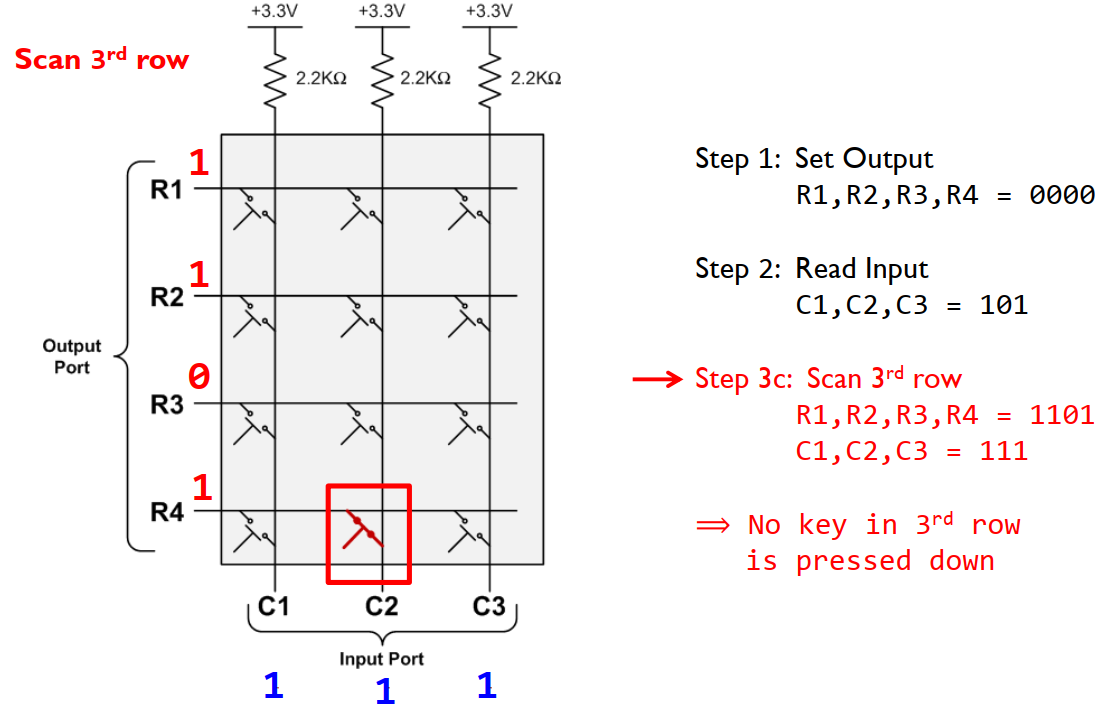 +3.3V +3.3V +3.3V
Scan 3rd row
2.2KΩ 2.2KΩ 2.2KΩ
1
R1
1
R2
Output
Port
0
R3
1
R4
C1 C2 C3
Input Port
1 1 1
Step 1: Set Output
R1,R2,R3,R4 = 0000
Step 2: Read Input
C1,C2,C3 = 101
Step 3c: Scan 3rd row
R1,R2,R3,R4 = 1101
C1,C2,C3 = 111
⟹ No key in 3rd row
is pressed down